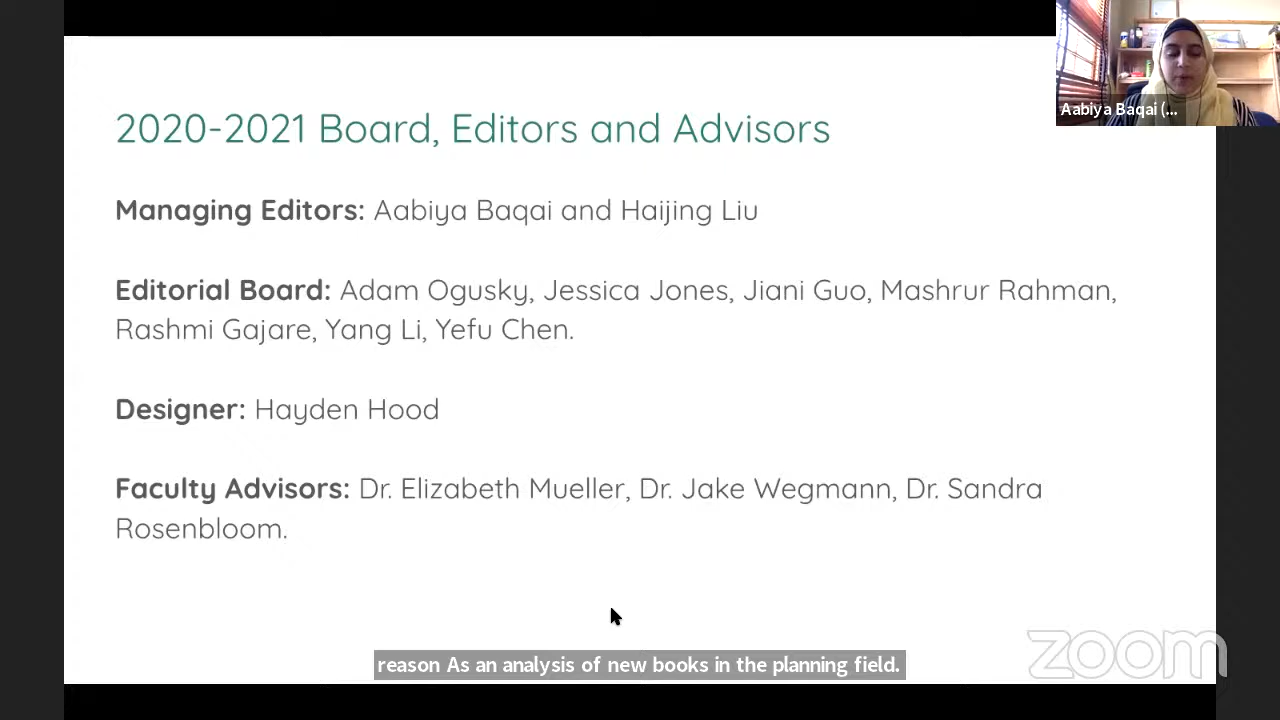 2020-2021 Board, Editors and Advisors
Aabiya Baqai (...
Managing Editors: Aabiya Baqai and Haijing Liu
Editorial Board: Adam Ogusky, Jessica Jones, Jiani Guo, Mashrur Rahman,
Rashmi Gajare, Yang Li, Yefu Chen.
Designer: Hayden Hood
Faculty Advisors: Dr. Elizabeth Mueller, Dr. Jake Wegmann, Dr. Sandra
Rosenbloom.
reason As an analysis of new books in the planning field.
zoom